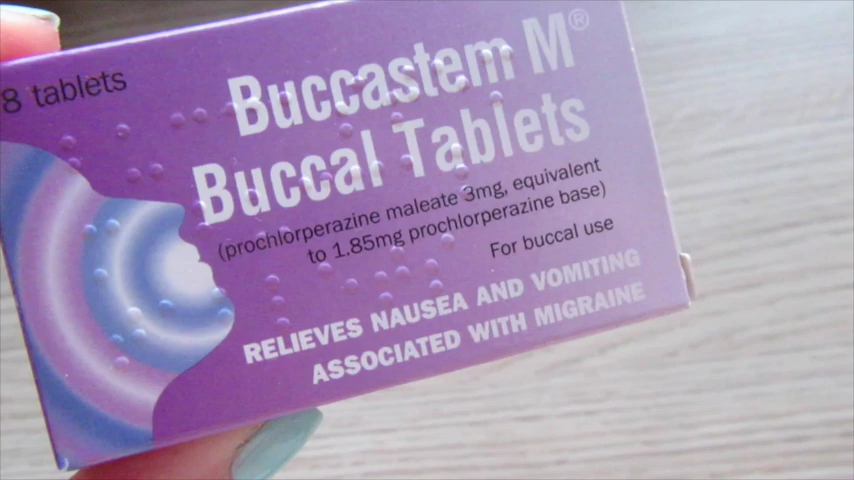 8 tablets
Buccastem M®
Buccal Tablets
(prochlorperazine maleate 3mg, equivalent
to 1.85mg prochlorperazine base)
For buccal use
RELIEVES NAUSEA AND VOMITING
ASSOCIATED WITH MIGRAINE